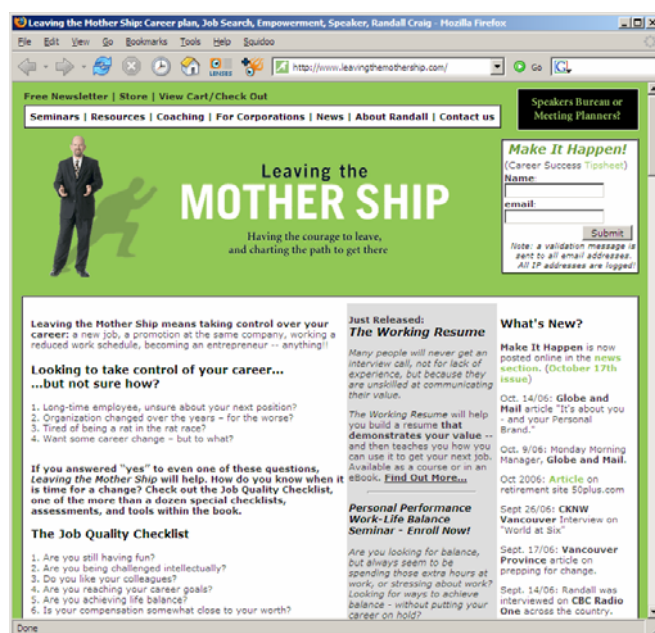 Leaving the Mother Ship: Career plan, Job Search, Empowerment, Speaker, Randall Craig - Mozilla Firefox
File Edit View Go Bookmarks Tools Help Squidoo
LENSES
http://www.leavingthemothership.com/
Go
Free Newsletter | Store | View Cart/Check Out
Seminars | Resources | Coaching | For Corporations | News | About Randall | Contact us
Speakers Bureau or
Meeting Planners?
Leaving the
MOTHER SHIP
Having the courage to leave,
and charting the path to get there
Make It Happen!
(Career Success Tipsheet)
Name:
email:
Submit
Note: a validation message is
sent to all email addresses.
All IP addresses are logged!
Leaving the Mother Ship means taking control over your
career: a new job, a promotion at the same company, working a
reduced work schedule, becoming an entrepreneur -- anything!!
Looking to take control of your career...
...but not sure how?
1. Long-time employee, unsure about your next position?
2. Organization changed over the years – for the worse?
3. Tired of being a rat in the rat race?
4. Want some career change – but to what?
If you answered "yes" to even one of these questions,
Leaving the Mother Ship will help. How do you know when it
is time for a change? Check out the Job Quality Checklist,
one of the more than a dozen special checklists,
assessments, and tools within the book.
The Job Quality Checklist
1. Are you still having fun?
2. Are you being challenged intellectually?
3. Do you like your colleagues?
4. Are you reaching your career goals?
5. Are you achieving life balance?
6. Is your compensation somewhat close to your worth?
Just Released:
The Working Resume
Many people will never get an
interview call, not for lack of
experience, but because they
are unskilled at communicating
their value.
The Working Resume will help
you build a resume that
demonstrates your value --
and then teaches you how you
can use it to get your next job.
Available as a course or in an
eBook. Find Out More...
Personal Performance
Work-Life Balance
Seminar - Enroll Now!
Are you looking for balance,
but always seem to be
spending those extra hours at
work, or stressing about work?
Looking for ways to achieve
balance - without putting your
career on hold?
What's New?
Make It Happen is now
posted online in the news
section. (October 17th
issue)
Oct. 14/06: Globe and
Mail article "It's about you
- and your Personal
Brand."
Oct. 9/06: Monday Morning
Manager, Globe and Mail.
Oct 2006: Article on
retirement site 50plus.com
Sept 26/06: CKNW
Vancouver Interview on
"World at Six"
Sept. 17/06: Vancouver
Province article on
prepping for change.
Sept. 14/06: Randall was
interviewed on CBC Radio
One across the country.
Done